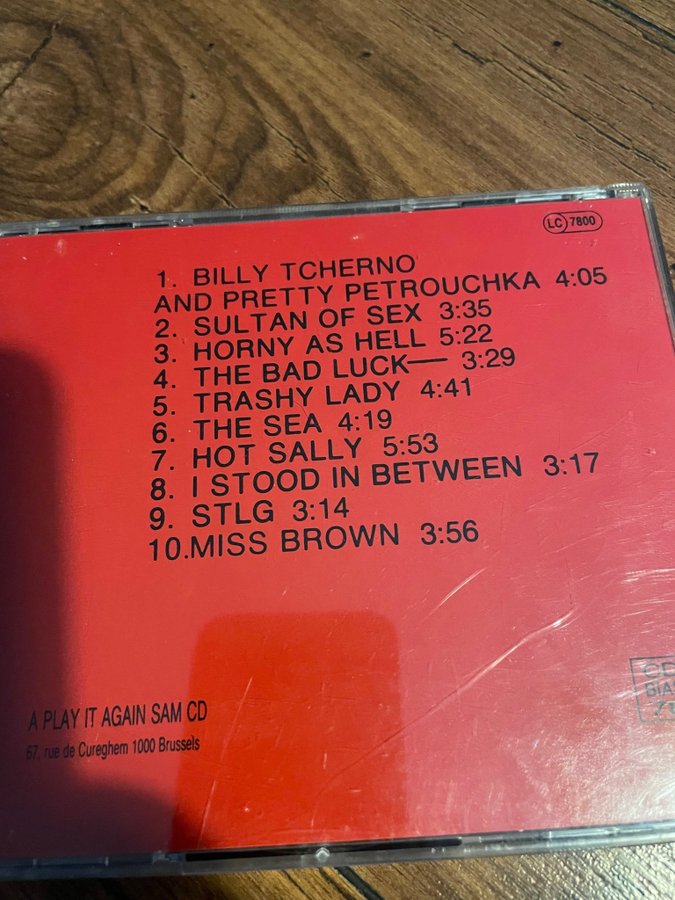 LC 7800
1. BILLY TCHERNO
AND PRETTY PETROUCHKA 4:05
2. SULTAN OF SEX 3:35
3. HORNY AS HELL 5:22
4. THE BAD LUCK— 3:29
5. TRASHY LADY 4:41
6. THE SEA 4:19
7. HOT SALLY 5:53
8. I STOOD IN BETWEEN 3:17
9. STLG 3:14
10.MISS BROWN 3:56
A PLAY IT AGAIN SAM CD
67, rue de Cureghem 1000 Brussels
CD
BIAS